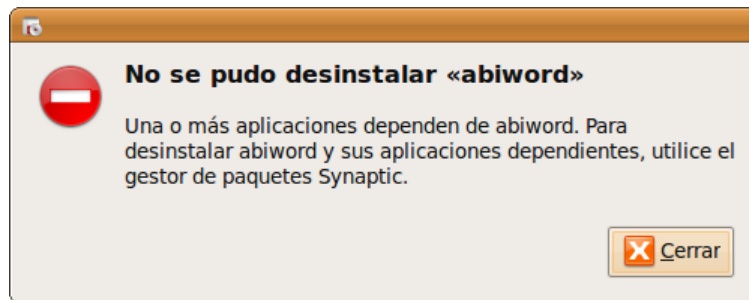 No se pudo desinstalar «abiword»
Una o más aplicaciones dependen de abiword. Para
desinstalar abiword y sus aplicaciones dependientes, utilice el
gestor de paquetes Synaptic.
Cerrar